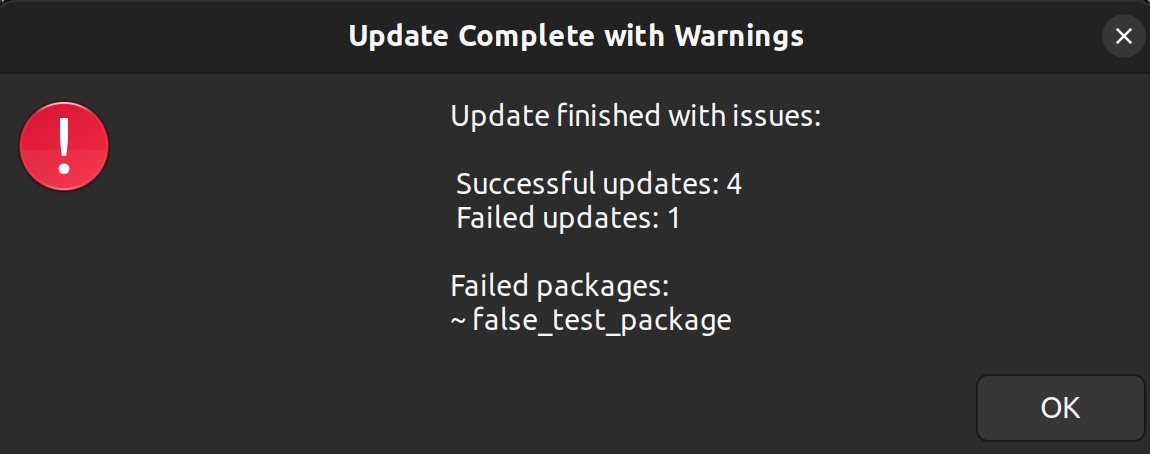 Update Complete with Warnings
Update finished with issues:
Successful updates: 4
Failed updates: 1
Failed packages:
~ false_test_package
OK